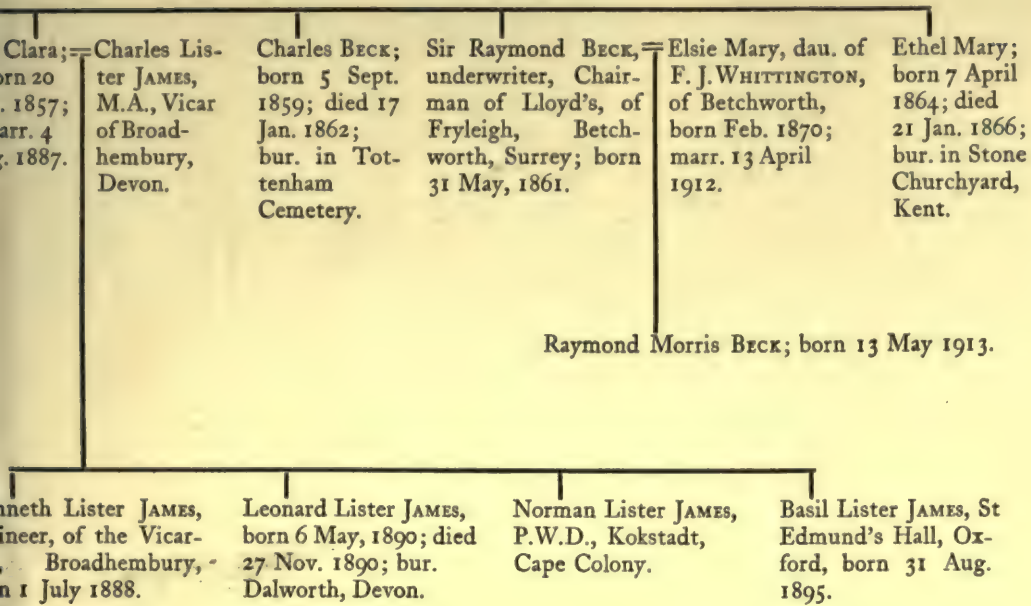 Clara;
orn 20
. 1857;
arr. 4
g. 1887.
Charles Lis-
ter JAMES,
M.A., Vicar
of Broad-
hembury,
Devon.
Charles BECK;
born 5 Sept.
1859; died 17
Jan. 1862;
bur. in Tot-
tenham
Cemetery.
Sir Raymond BECK,
underwriter, Chair-
man of Lloyd's, of
Fryleigh, Betch-
worth, Surrey; born
31 May, 1861.
Elsie Mary, dau. of
F. J. WHITTINGTON,
of Betchworth,
born Feb. 1870;
marr. 13 April
1912.
Ethel Mary;
born 7 April
1864; died
21 Jan. 1866;
bur. in Stone
Churchyard,
Kent.
Raymond Morris BECK; born 13 May 1913.
nneth Lister JAMES,
ineer, of the Vicar-
, Broadhembury,
n 1 July 1888.
Leonard Lister JAMES,
born 6 May, 1890; died
27 Nov. 1890; bur.
Dalworth, Devon.
Norman Lister JAMES,
P.W.D., Kokstadt,
Cape Colony.
Basil Lister JAMES, St
Edmund's Hall, Ox-
ford, born 31 Aug.
1895.